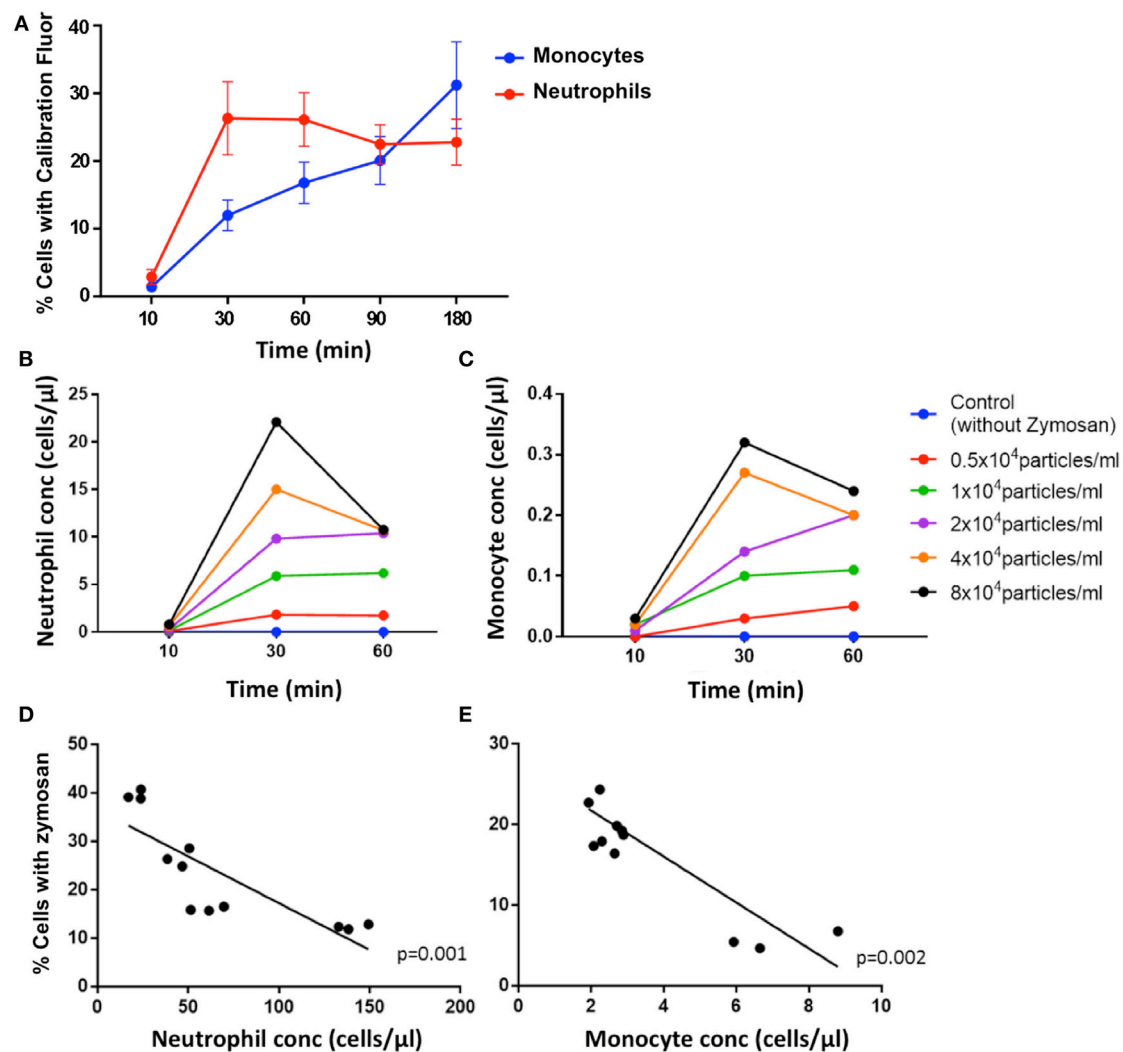 A
% Cells with Calibration Fluor
40
30
20
10
0
10 30 60 90 180
Time (min)
Monocytes
Neutrophils
B
Neutrophil conc (cells/µl)
25
20
15
10
5
0
10 30 60
Time (min)
C
Monocyte conc (cells/µl)
0.4
0.3
0.2
0.1
0.0
10 30 60
Time (min)
Control
(without Zymosan)
0.5x10⁴particles/ml
1x10⁴particles/ml
2x10⁴particles/ml
4x10⁴particles/ml
8x10⁴particles/ml
D
% Cells with zymosan
50
40
30
20
10
0
0 50 100 150 200
p=0.001
Neutrophil conc (cells/µl)
E
30
20
10
0
0 2 4 6 8 10
p=0.002
Monocyte conc (cells/µl)